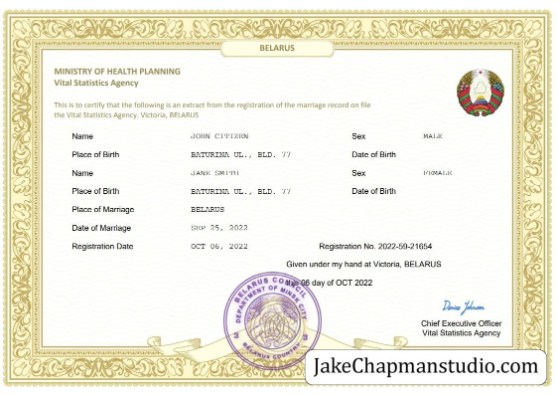 BELARUS
MINISTRY OF HEALTH PLANNING
Vital Statistics Agency
This is to certify that the following is an extract from the registration of the marriage record on file
the Vital Statistics Agency. Victoria, BELARUS
Name JOHN CITIZEN Sex MALE
Place of Birth BATURINA UL., BLD. 77 Date of Birth
Name JANE SMITH Sex FEMALE
Place of Birth BATURINA UL., BLD. 77 Date of Birth
Place of Marriage BELARUS
Date of Marriage SEP 25, 2022
Registration Date OCT 06, 2022 Registration No. 2022-59-21654
Given under my hand at Victoria, BELARUS
this 06 day of OCT 2022
BELARUS COUNCIL
DEPARTMENT OF MINSK CITY
BELARUS COUNTRY
Denise Johnson
Chief Executive Officer
Vital Statistics Agency
JakeChapmanstudio.com